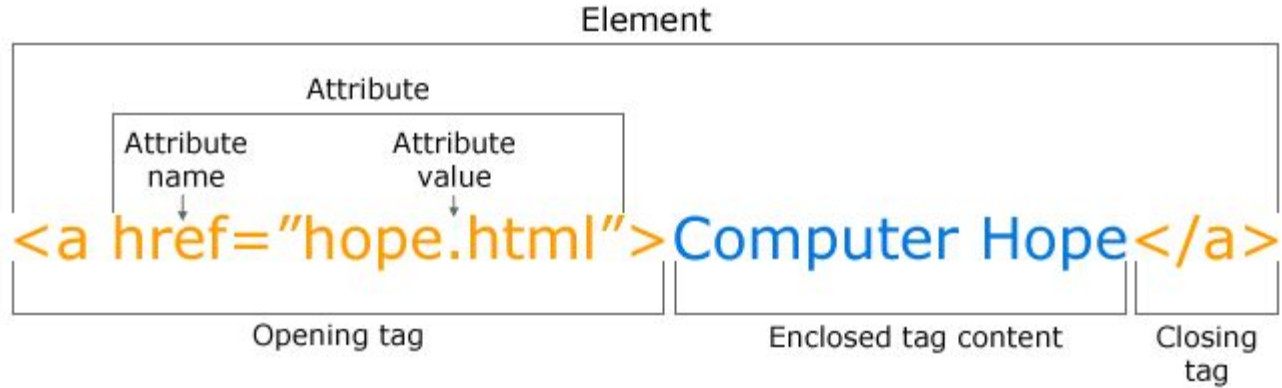 Element
Attribute
Attribute name
Attribute value
<a href=”hope.html”>Computer Hope</a>
Opening tag
Enclosed tag content
Closing tag